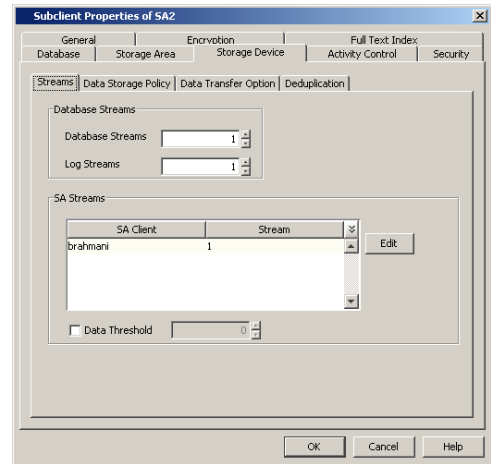 Subclient Properties of SA2
General Encryption Full Text Index
Database Storage Area Storage Device Activity Control Security
Streams Data Storage Policy Data Transfer Option Deduplication
Database Streams
Database Streams 1
Log Streams 1
SA Streams
SA Client Stream
brahmani 1
Edit
Data Threshold 0
OK Cancel Help